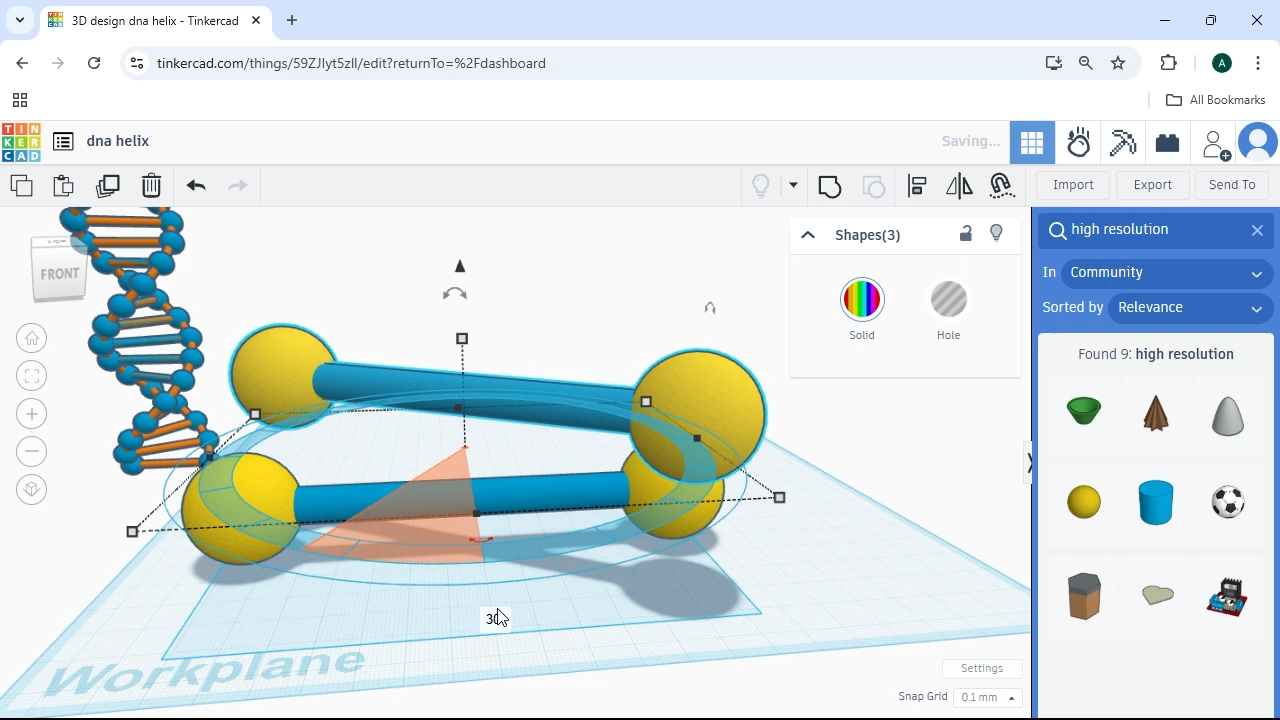 3D design dna helix - Tinkercad
tinkercad.com/things/59ZJlyt5zII/edit?returnTo=%2Fdashboard
A
All Bookmarks
TIN
KER
CAD
dna helix
Saving...
Import
Export
Send To
TOP
FRONT
Shapes(3)
Solid
Hole
high resolution
In
Community
Sorted by
Relevance
Found 9: high resolution
Workplane
Settings
Snap Grid
0.1 mm